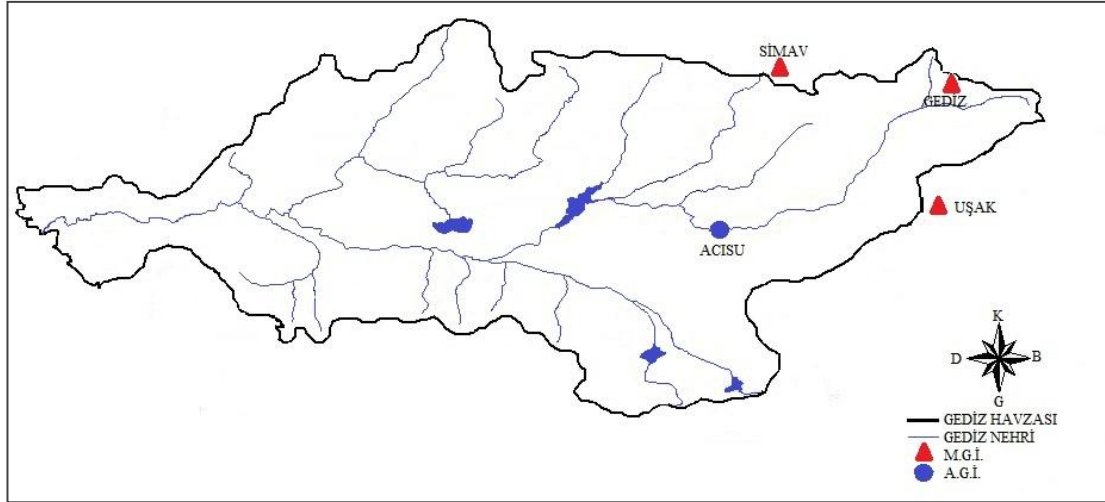 SİMAV
GEDİZ
UŞAK
ACISU
K
D B
G
GEDİZ HAVZASI
GEDİZ NEHRİ
M.G.İ.
A.G.İ.